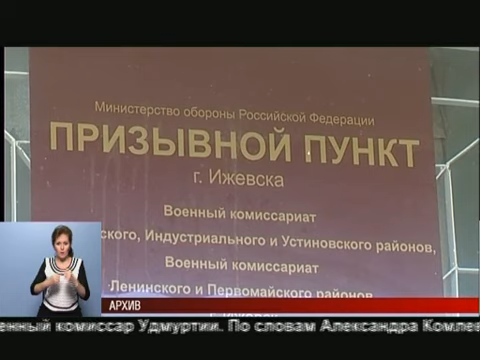 Министерство обороны Российской Федерации
ПРИЗЫВНОЙ ПУНКТ
г. Ижевска
Военный комиссариат
Индустриального и Устиновского районов,
Военный комиссариат
Ленинского и Первомайского районов
АРХИВ
комиссар Удмуртии. По словам Александра